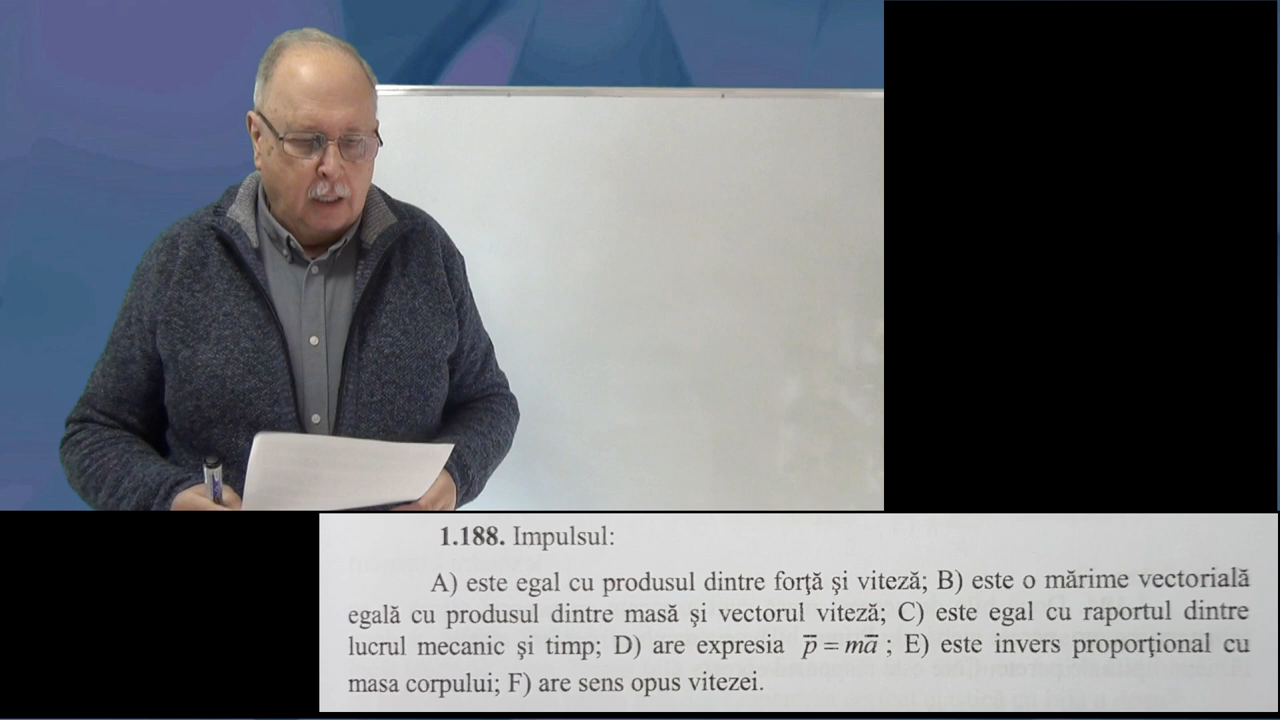 1.188. Impulsul:
A) este egal cu produsul dintre forţă şi viteză; B) este o mărime vectorială
egală cu produsul dintre masă şi vectorul viteză; C) este egal cu raportul dintre
lucrul mecanic şi timp; D) are expresia p̅ = ma̅ ; E) este invers proporţional cu
masa corpului; F) are sens opus vitezei.